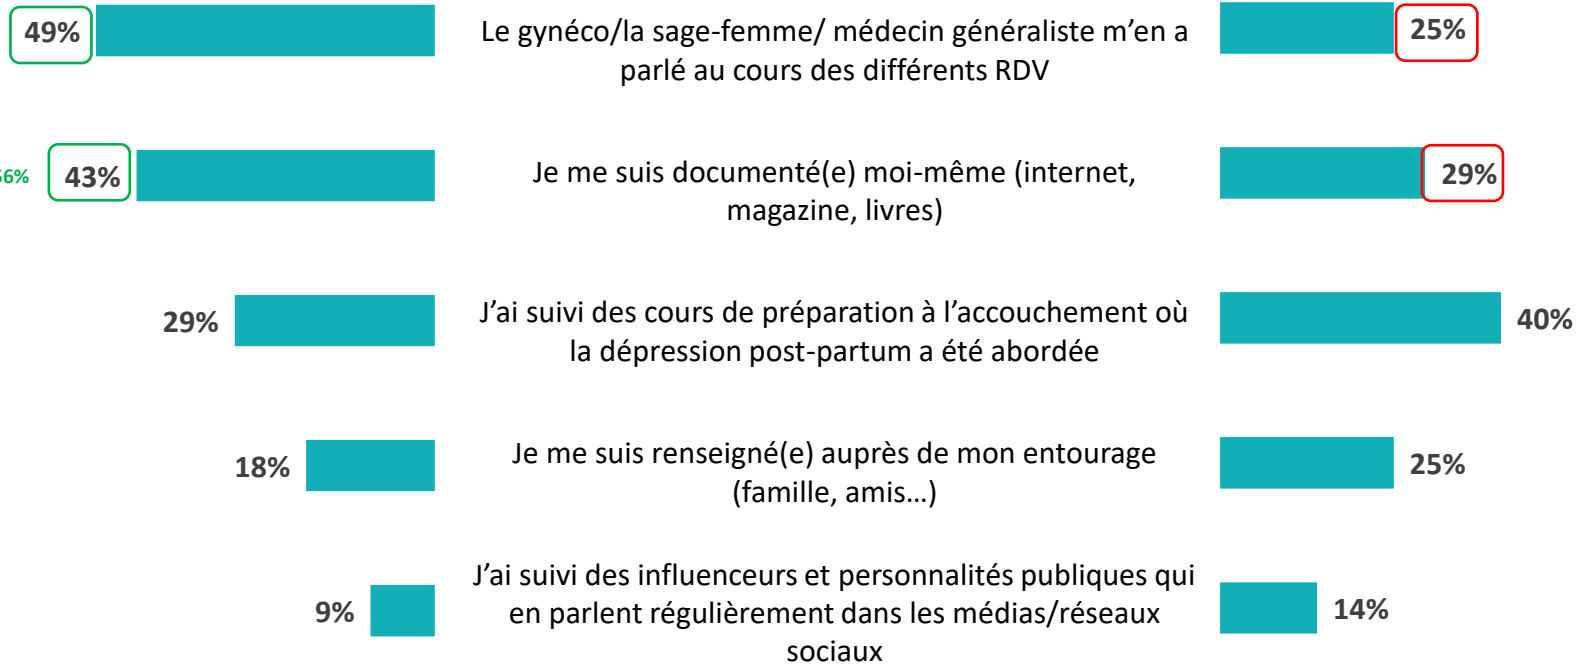 49%
Le gynéco/la sage-femme/ médecin généraliste m’en a
parlé au cours des différents RDV
25%
43%
Je me suis documenté(e) moi-même (internet,
magazine, livres)
29%
29%
J’ai suivi des cours de préparation à l’accouchement où
la dépression post-partum a été abordée
40%
18%
Je me suis renseigné(e) auprès de mon entourage
(famille, amis…)
25%
9%
J’ai suivi des influenceurs et personnalités publiques qui
en parlent régulièrement dans les médias/réseaux
sociaux
14%